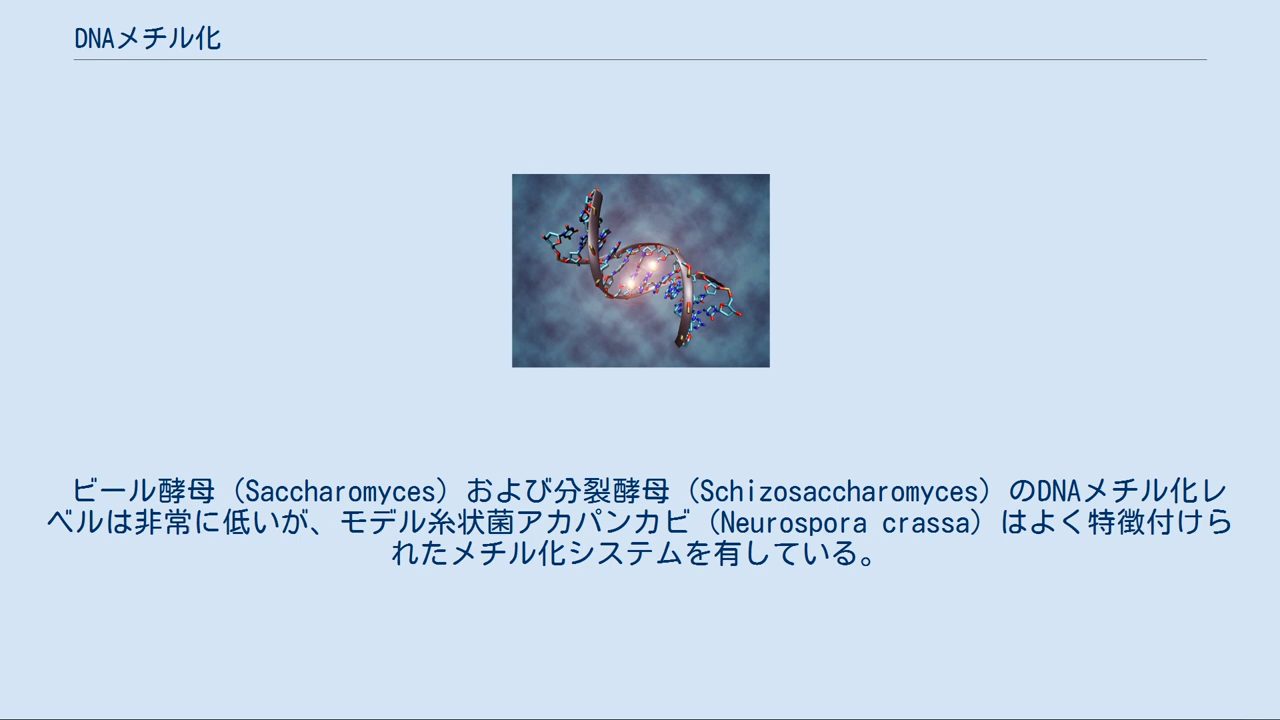 DNAメチル化
ビール酵母（Saccharomyces）および分裂酵母（Schizosaccharomyces）のDNAメチル化レ
ベルは非常に低いが、モデル糸状菌アカパンカビ（Neurospora crassa）はよく特徴付けら
れたメチル化システムを有している。